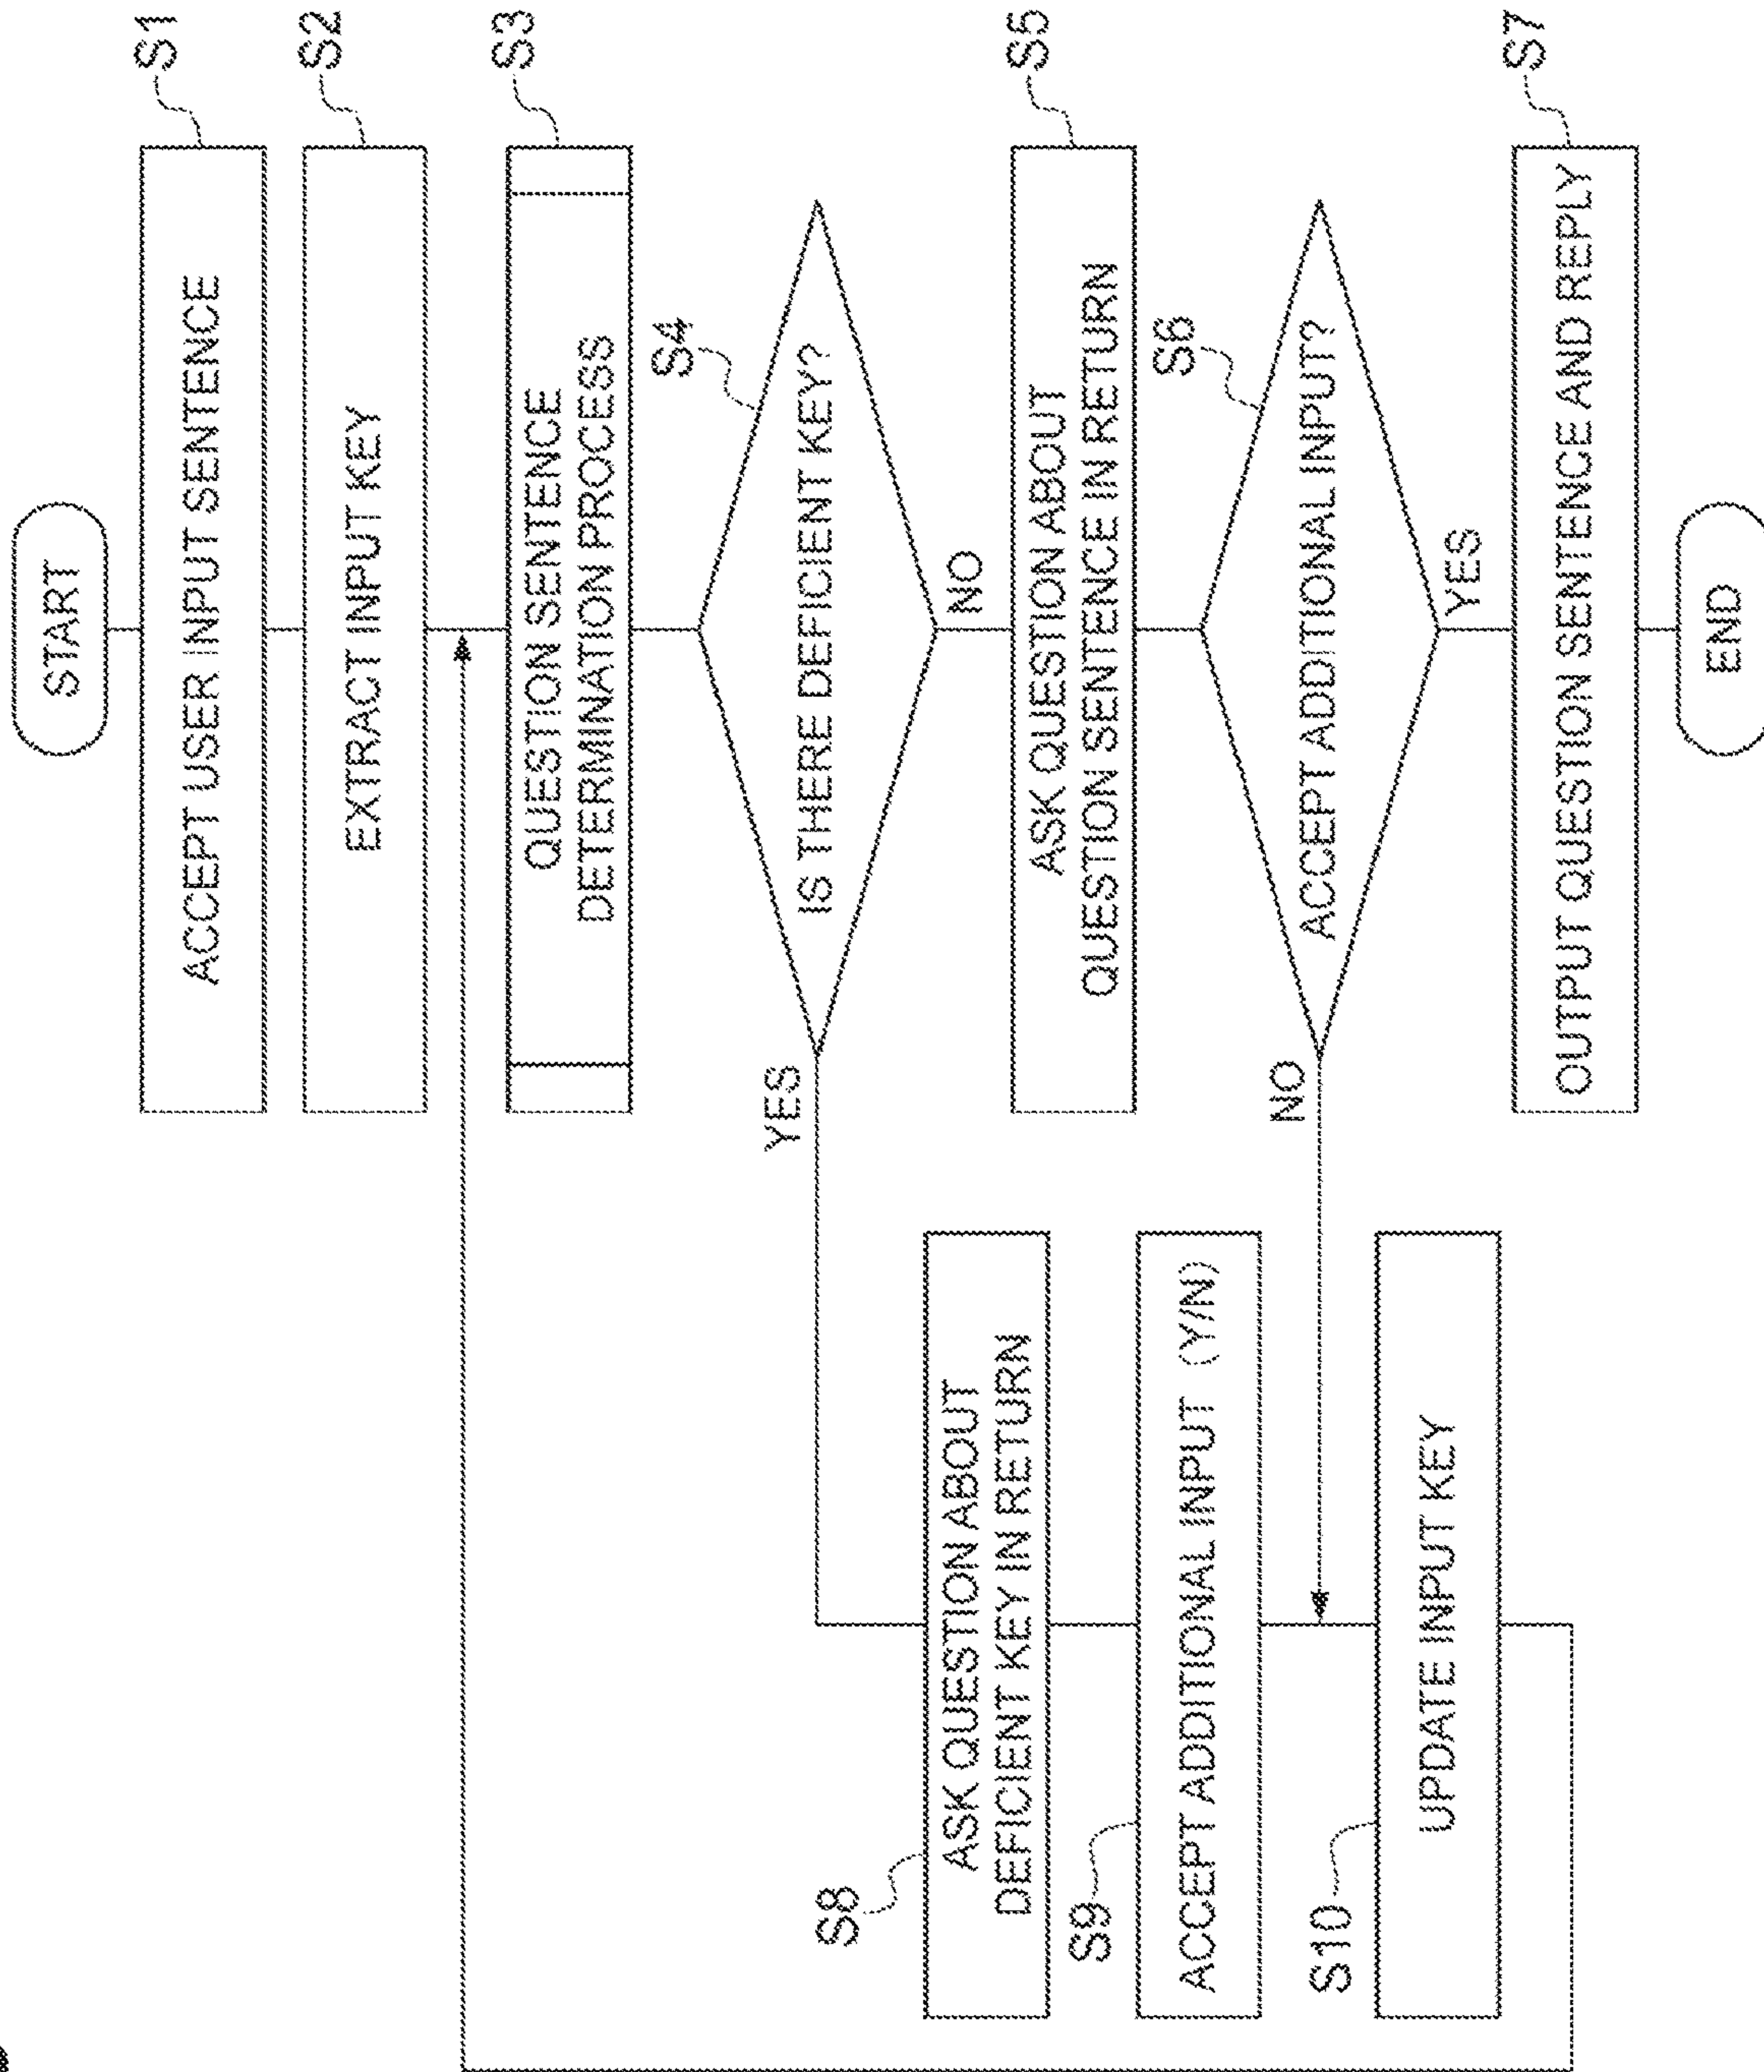 START
S1
ACCEPT USER INPUT SENTENCE
S2
EXTRACT INPUT KEY
S3
QUESTION SENTENCE
DETERMINATION PROCESS
S4
IS THERE DEFICIENT KEY?
YES
NO
S5
ASK QUESTION ABOUT
QUESTION SENTENCE IN RETURN
S6
ACCEPT ADDITIONAL INPUT?
NO
YES
S7
OUTPUT QUESTION SENTENCE AND REPLY
END
S8
ASK QUESTION ABOUT
DEFICIENT KEY IN RETURN
S9
ACCEPT ADDITIONAL INPUT (Y/N)
S10
UPDATE INPUT KEY